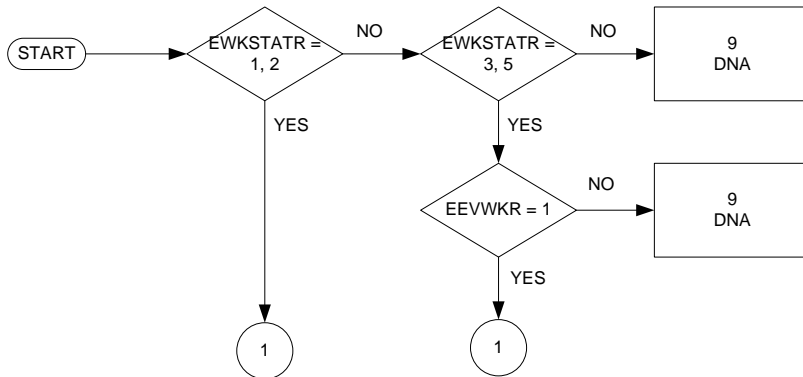 START
EWKSTATR =
1, 2
NO
EWKSTATR =
3, 5
NO
9
DNA
YES
YES
EEVWKR = 1
NO
9
DNA
YES
1
1